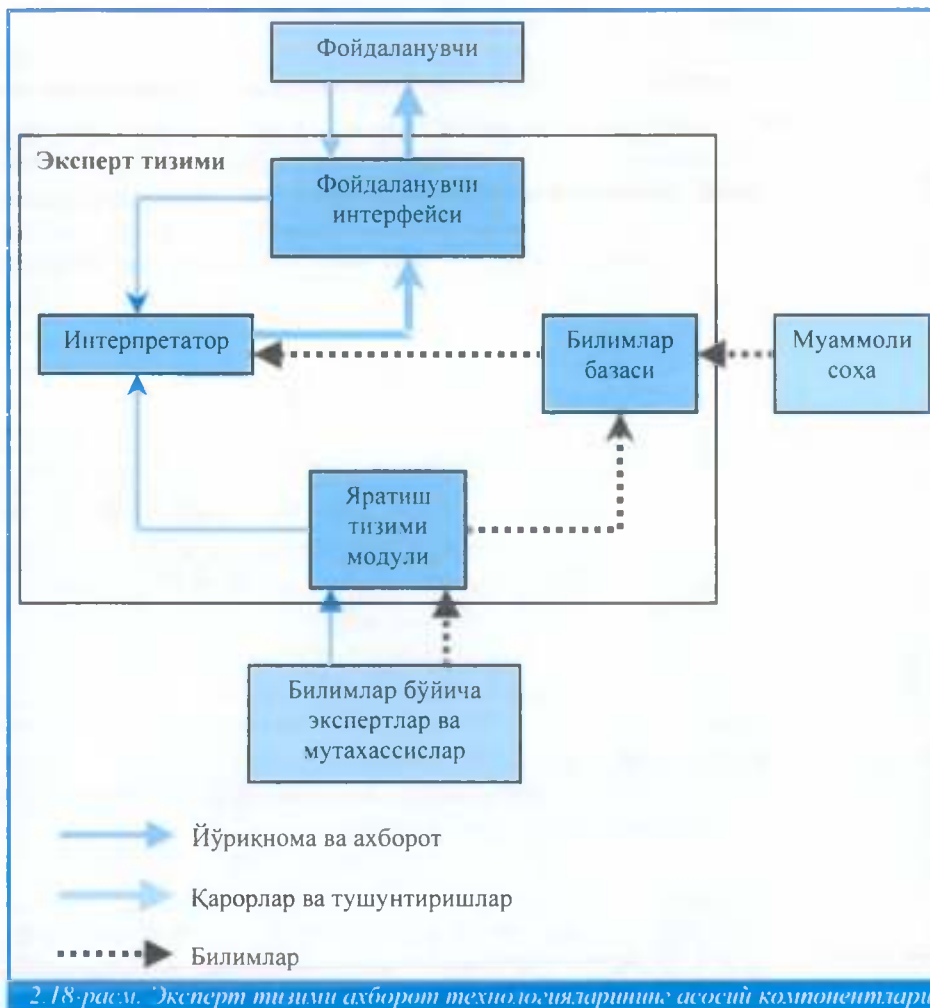 Фойдаланувчи
Эксперт тизими
Фойдаланувчи
интерфейси
Интерпретатор
Билимлар
базаси
Муаммоли
соҳа
Яратиш
тизими
модули
Билимлар бўйича
экспертлар ва
мутахассислар
Йўриқнома ва ахборот
Қарорлар ва тушунтиришлар
Билимлар
2.18-расм. Эксперт тизими ахборот технологияларининг асосий компонентлари